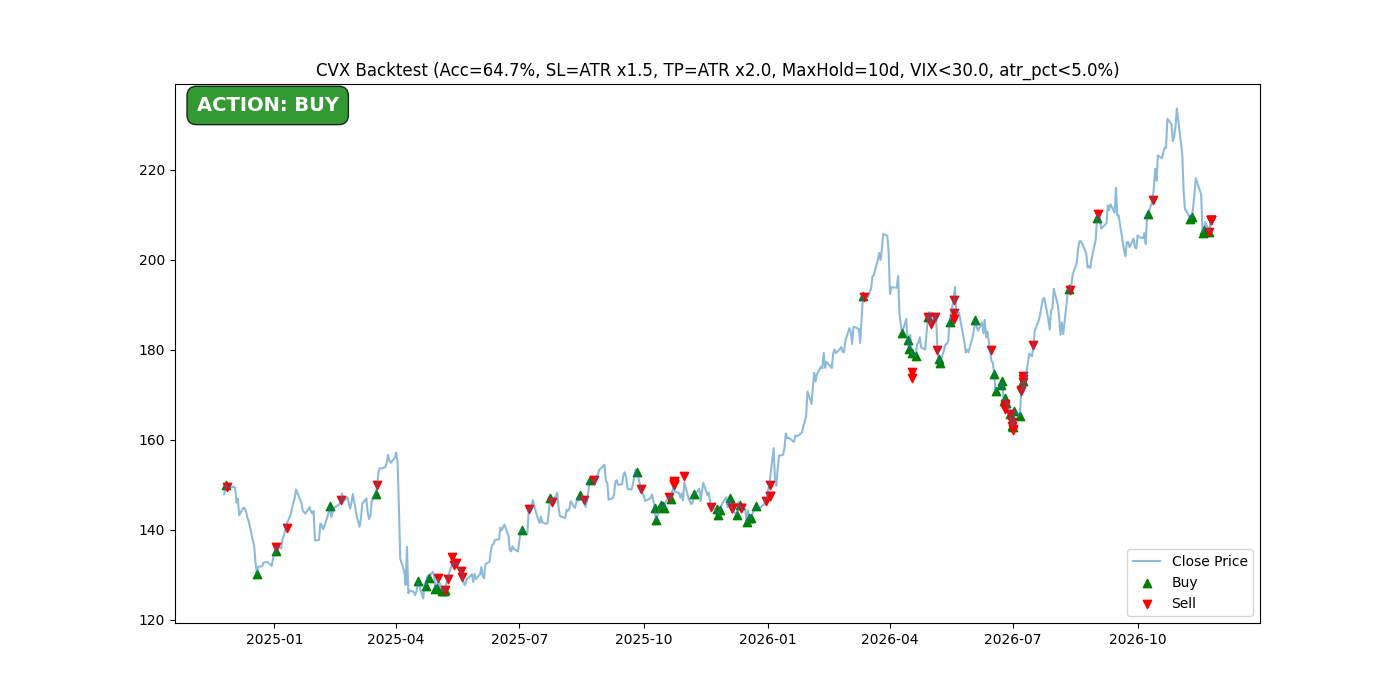 CVX Backtest (Acc=64.7%, SL=ATR x1.5, TP=ATR x2.0, MaxHold=10d, VIX<30.0, atr_pct<5.0%)
ACTION: BUY
220
200
180
160
140
120
2025-01 2025-04 2025-07 2025-10 2026-01 2026-04 2026-07 2026-10
Close Price
Buy
Sell